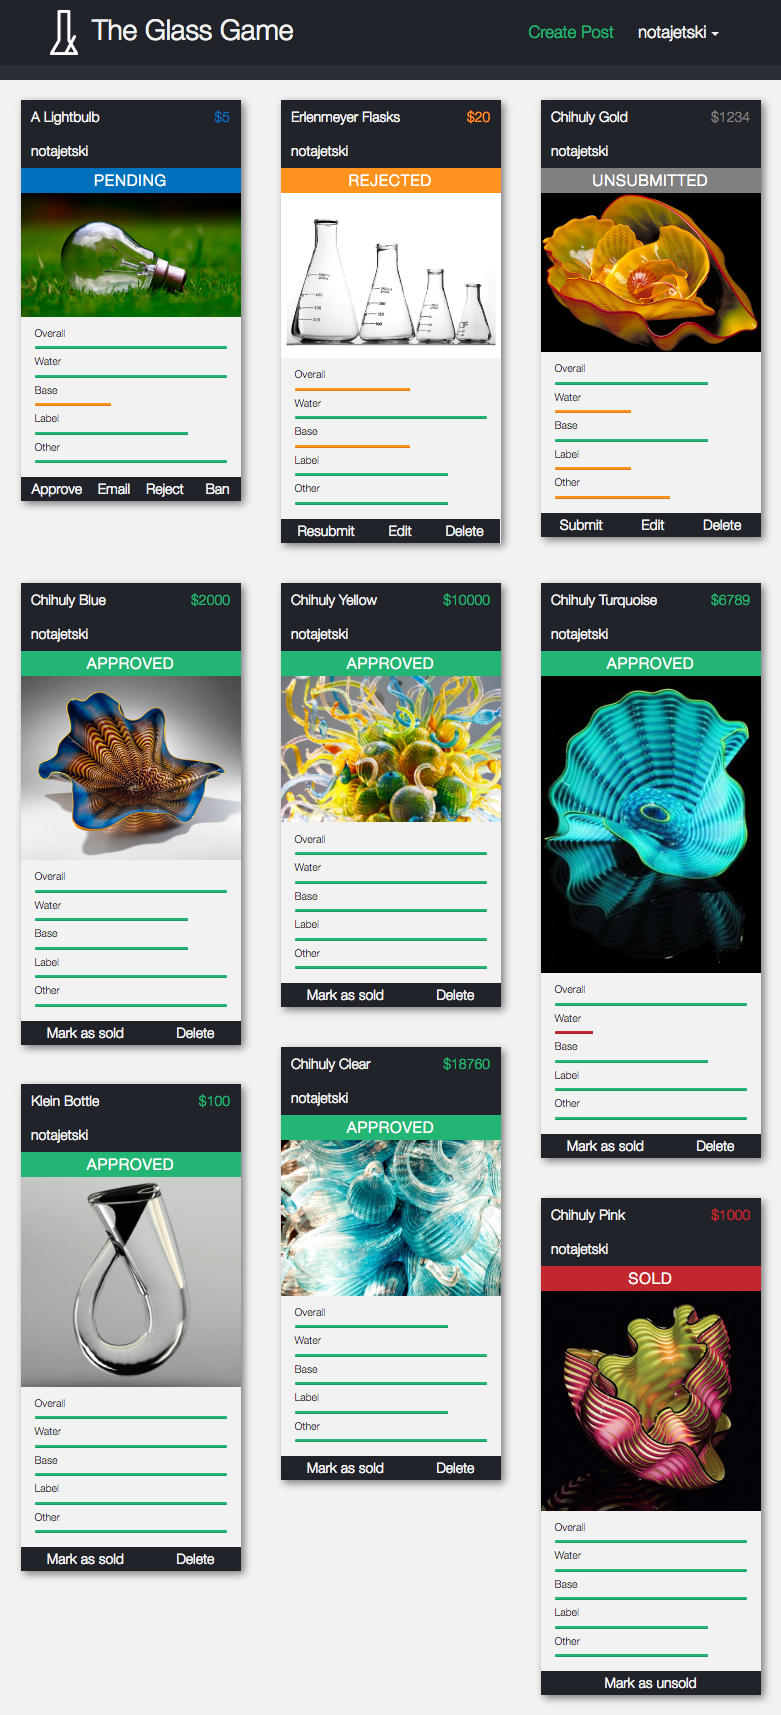 The Glass Game
Create Post
notajetski
A Lightbulb $5
notajetski
PENDING
Overall
Water
Base
Label
Other
Approve Email Reject Ban
Erlenmeyer Flasks $20
notajetski
REJECTED
Overall
Water
Base
Label
Other
Resubmit Edit Delete
Chihuly Gold $1234
notajetski
UNSUBMITTED
Overall
Water
Base
Label
Other
Submit Edit Delete
Chihuly Blue $2000
notajetski
APPROVED
Overall
Water
Base
Label
Other
Mark as sold Delete
Chihuly Yellow $10000
notajetski
APPROVED
Overall
Water
Base
Label
Other
Mark as sold Delete
Chihuly Turquoise $6789
notajetski
APPROVED
Overall
Water
Base
Label
Other
Mark as sold Delete
Klein Bottle $100
notajetski
APPROVED
Overall
Water
Base
Label
Other
Mark as sold Delete
Chihuly Clear $18760
notajetski
APPROVED
Overall
Water
Base
Label
Other
Mark as sold Delete
Chihuly Pink $1000
notajetski
SOLD
Overall
Water
Base
Label
Other
Mark as unsold